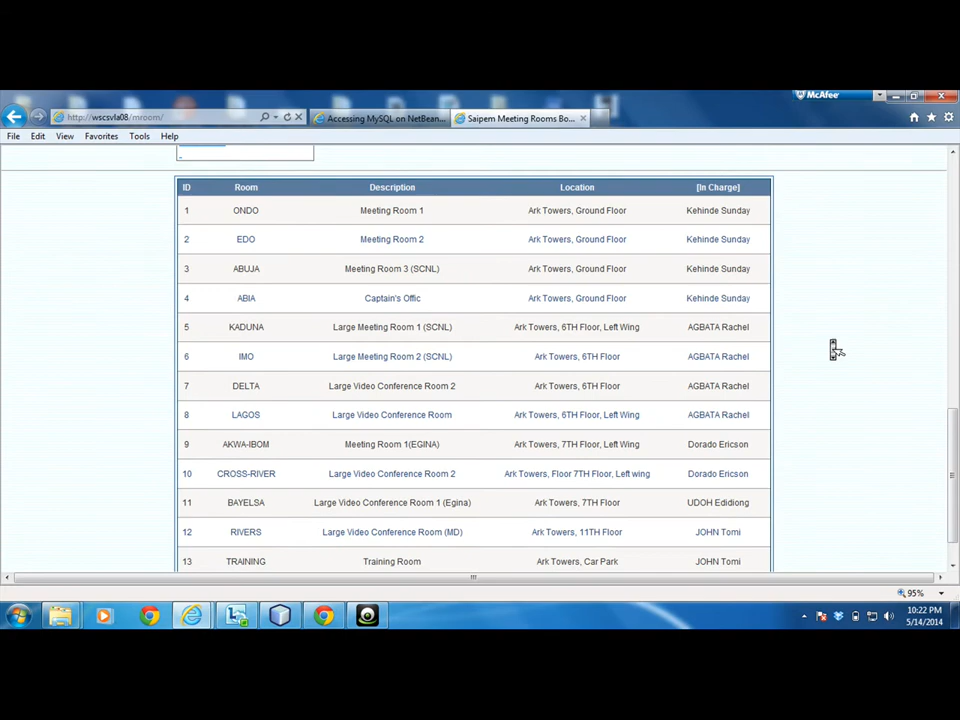 McAfee
http://wscsvla08/mroom/
Accessing MySQL on NetBean...
Saipem Meeting Rooms Bo...
File Edit View Favorites Tools Help
ID Room Description Location [In Charge]
1 ONDO Meeting Room 1 Ark Towers, Ground Floor Kehinde Sunday
2 EDO Meeting Room 2 Ark Towers, Ground Floor Kehinde Sunday
3 ABUJA Meeting Room 3 (SCNL) Ark Towers, Ground Floor Kehinde Sunday
4 ABIA Captain's Offic Ark Towers, Ground Floor Kehinde Sunday
5 KADUNA Large Meeting Room 1 (SCNL) Ark Towers, 6TH Floor, Left Wing AGBATA Rachel
6 IMO Large Meeting Room 2 (SCNL) Ark Towers, 6TH Floor AGBATA Rachel
7 DELTA Large Video Conference Room 2 Ark Towers, 6TH Floor AGBATA Rachel
8 LAGOS Large Video Conference Room Ark Towers, 6TH Floor, Left Wing AGBATA Rachel
9 AKWA-IBOM Meeting Room 1(EGINA) Ark Towers, 7TH Floor, Left Wing Dorado Ericson
10 CROSS-RIVER Large Video Conference Room 2 Ark Towers, Floor 7TH Floor, Left wing Dorado Ericson
11 BAYELSA Large Video Conference Room 1 (Egina) Ark Towers, 7TH Floor UDOH Edidiong
12 RIVERS Large Video Conference Room (MD) Ark Towers, 11TH Floor JOHN Tomi
13 TRAINING Training Room Ark Towers, Car Park JOHN Tomi
95%
10:22 PM
5/14/2014